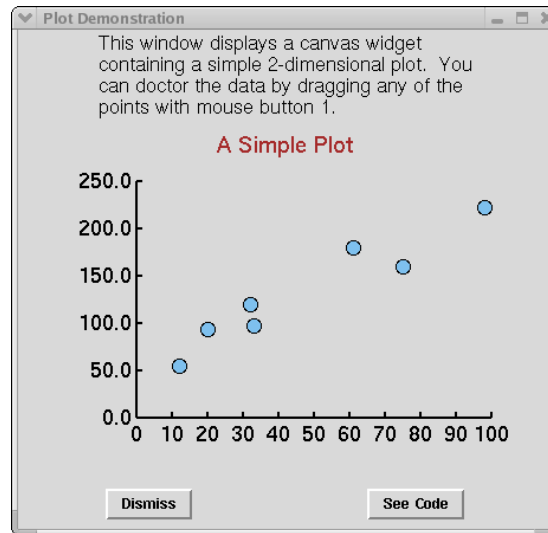 Plot Demonstration
This window displays a canvas widget
containing a simple 2-dimensional plot. You
can doctor the data by dragging any of the
points with mouse button 1.
A Simple Plot
250.0
200.0
150.0
100.0
50.0
0.0
0 10 20 30 40 50 60 70 80 90 100
Dismiss
See Code